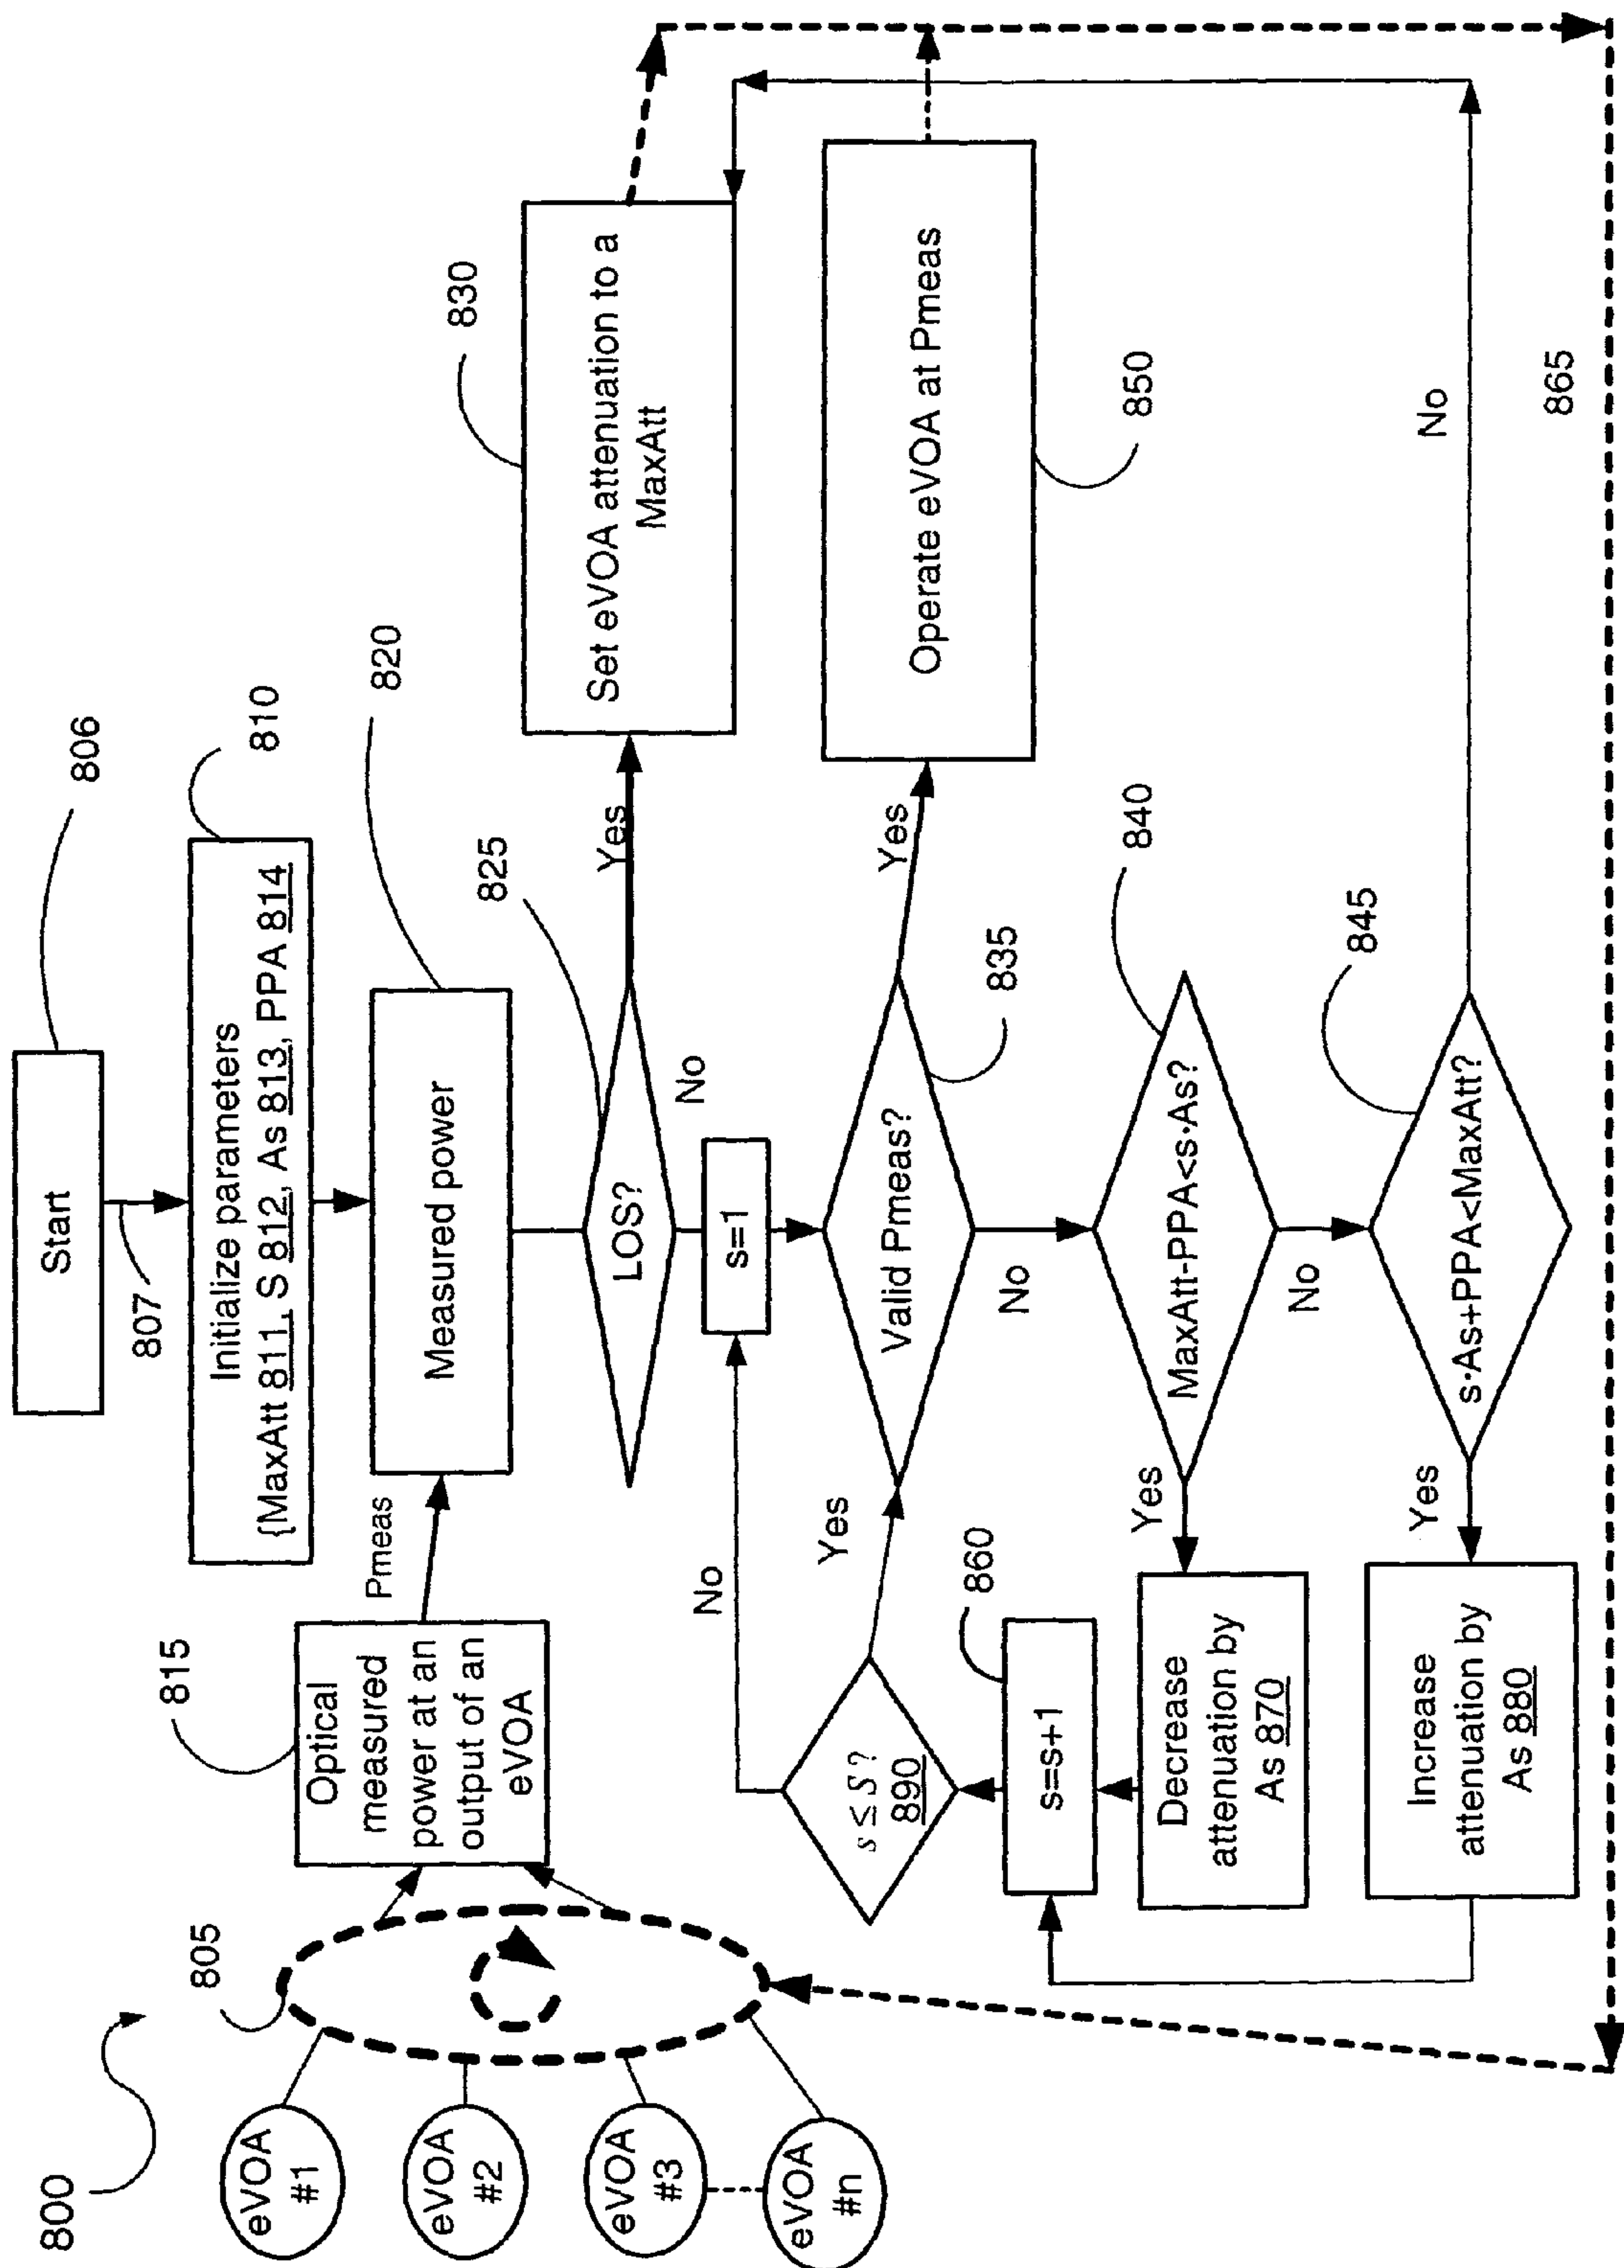 800
Start
806
807
Initialize parameters
{MaxAtt 811, S 812, As 813, PPA 814
810
805
eVOA
#1
eVOA
#2
eVOA
#3
eVOA
#n
815
Optical
measured
power at an
output of an
eVOA
Pmeas
Measured power
820
LOS?
825
Yes
No
Set eVOA attenuation to a
MaxAtt
830
No
s=1
s ≤ S ?
890
Yes
Valid Pmeas?
835
Yes
No
Operate eVOA at Pmeas
850
860
s=s+1
Decrease
attenuation by
As 870
Yes
MaxAtt-PPA<s·As?
840
No
Increase
attenuation by
As 880
Yes
s·As+PPA<MaxAtt?
845
No
865